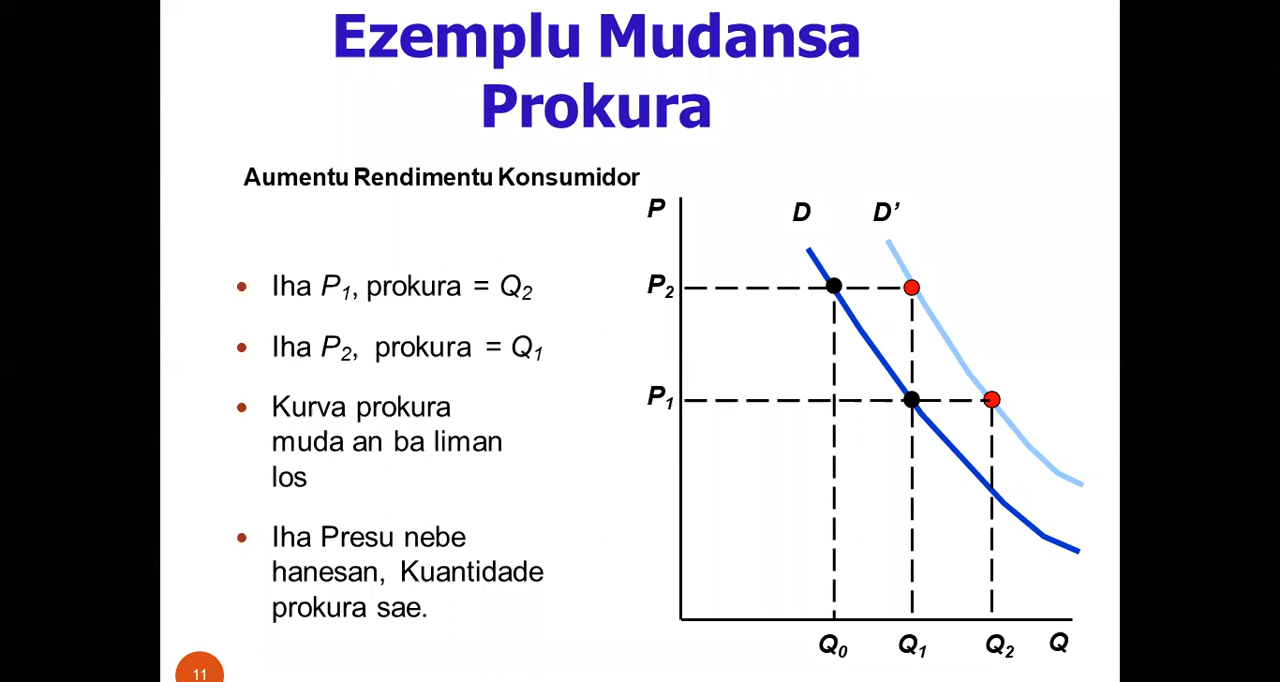 Ezemplu Mudansa
Prokura
Aumentu Rendimentu Konsumidor
• Iha P1, prokura = Q2
• Iha P2, prokura = Q1
• Kurva prokura
muda an ba liman
los
• Iha Presu nebe
hanesan, Kuantidade
prokura sae.
P
D
D’
P2
P1
Q0
Q1
Q2
Q
11